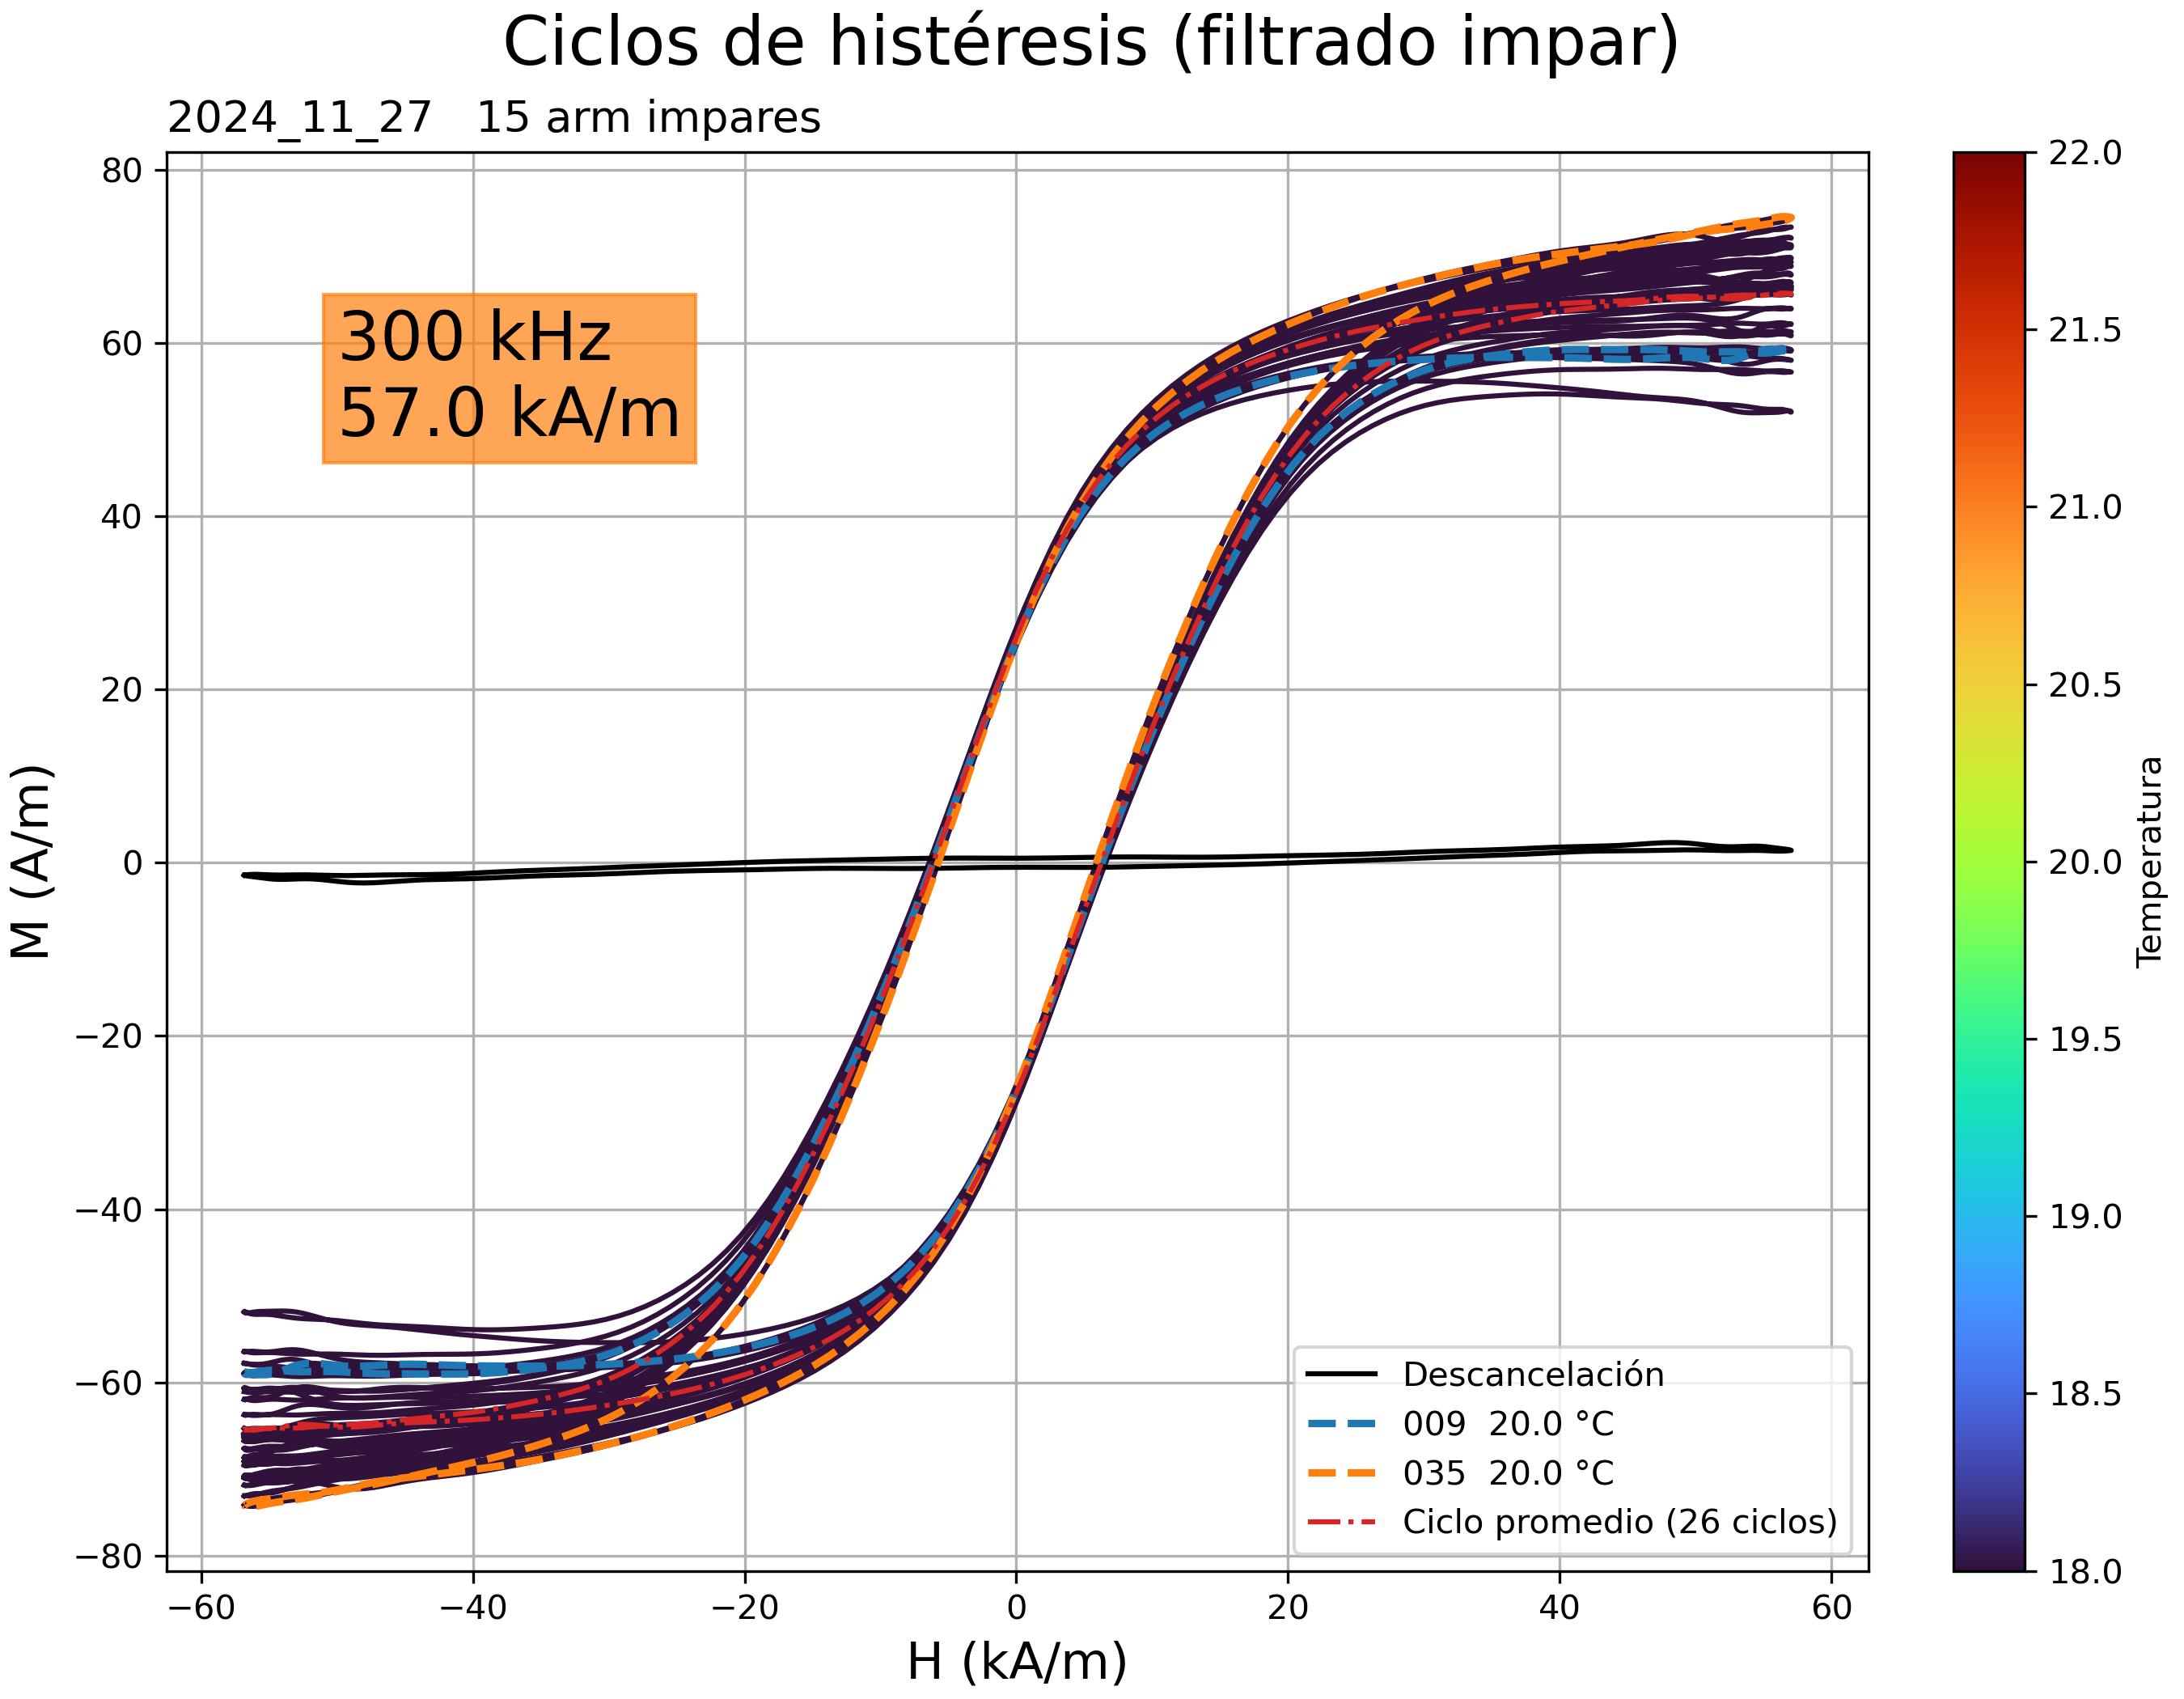 Ciclos de histéresis (filtrado impar)
2024_11_27   15 arm impares
300 kHz
57.0 kA/m
M (A/m)
80
60
40
20
0
−20
−40
−60
−80
−60
−40
−20
0
20
40
60
H (kA/m)
Descancelación
009  20.0 °C
035  20.0 °C
Ciclo promedio (26 ciclos)
22.0
21.5
21.0
20.5
20.0
19.5
19.0
18.5
18.0
Temperatura